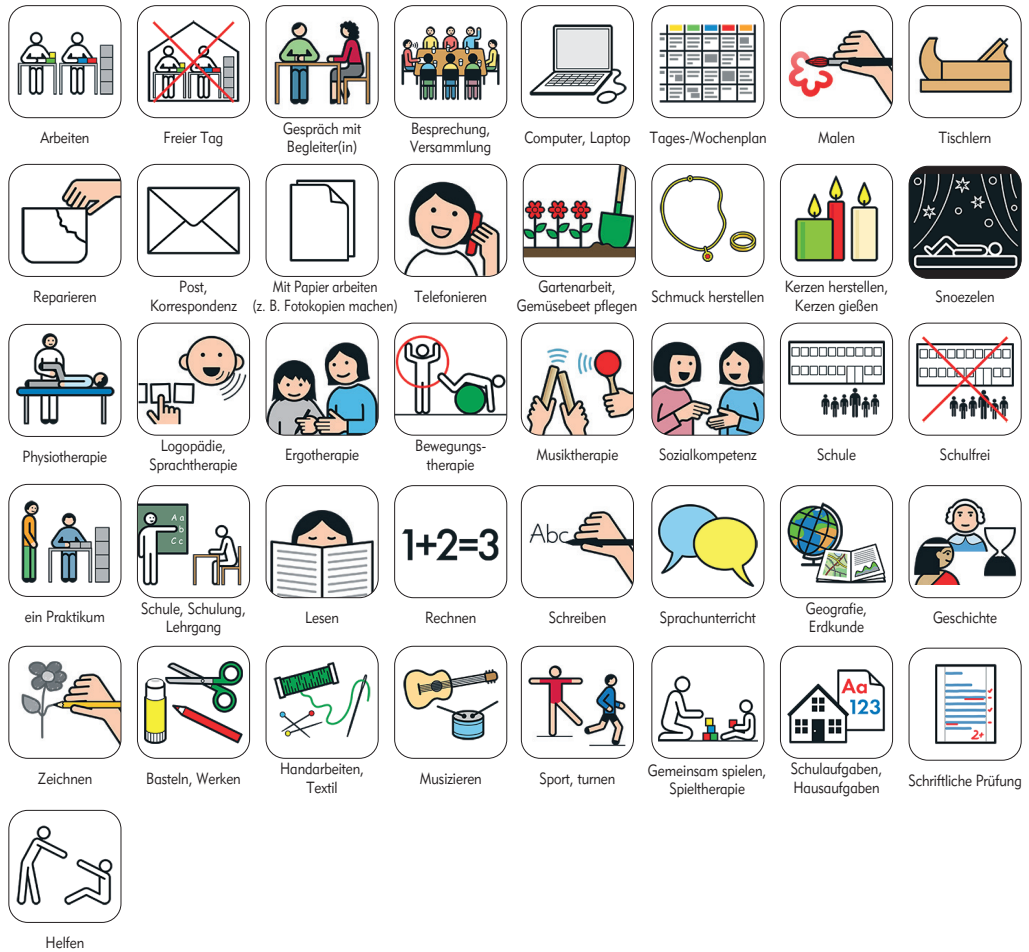 Arbeiten
Freier Tag
Gespräch mit
Begleiter(in)
Besprechung,
Versammlung
Computer, Laptop
Tages-/Wochenplan
Malen
Tischlern
Reparieren
Post,
Korrespondenz
Mit Papier arbeiten
(z. B. Fotokopien machen)
Telefonieren
Gartenarbeit,
Gemüsebeet pflegen
Schmuck herstellen
Kerzen herstellen,
Kerzen gießen
Snoezelen
Physiotherapie
Logopädie,
Sprachtherapie
Ergotherapie
Bewegungs-
therapie
Musiktherapie
Sozialkompetenz
Schule
Schulfrei
ein Praktikum
Aa
b
Cc
Schule, Schulung,
Lehrgang
Lesen
1+2=3
Rechnen
Abc
Schreiben
Sprachunterricht
Geografie,
Erdkunde
Geschichte
Zeichnen
Basteln, Werken
Handarbeiten,
Textil
Musizieren
Sport, turnen
Gemeinsam spielen,
Spieltherapie
Aa
123
Schulaufgaben,
Hausaufgaben
2+
Schriftliche Prüfung
Helfen